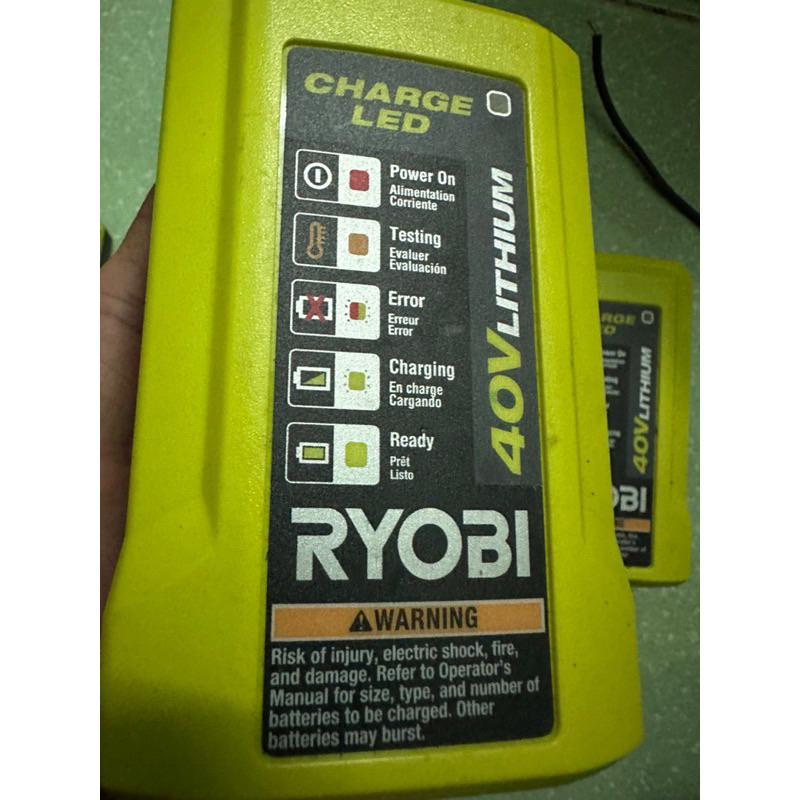 CHARGE
LED
Power On
Alimentation
Corriente
Testing
Evaluer
Evaluación
Error
Erreur
Error
Charging
En charge
Cargando
Ready
Prêt
Listo
40V LITHIUM
RYOBI
WARNING
Risk of injury, electric shock, fire,
and damage. Refer to Operator's
Manual for size, type, and number of
batteries to be charged. Other
batteries may burst.
40V LITHIUM